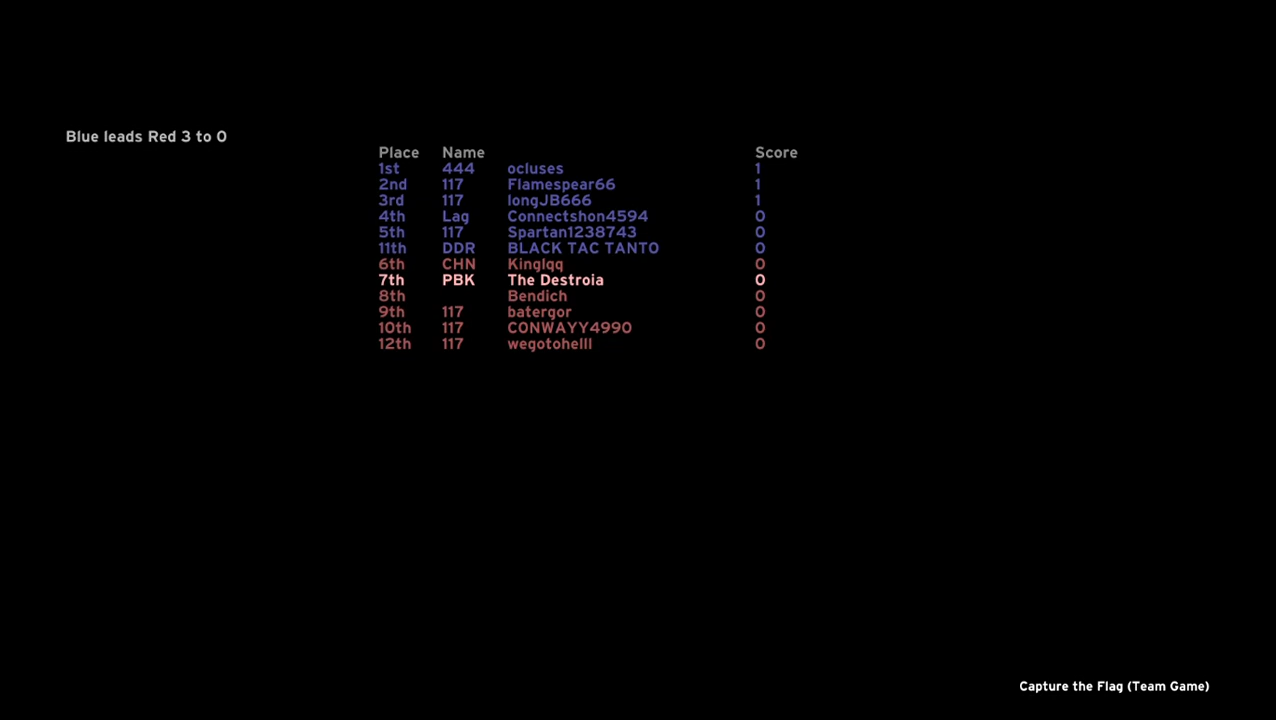 Blue leads Red 3 to 0
Place Name Score
1st 444 ocluses 1
2nd 117 Flamespear66 1
3rd 117 longJB666 1
4th Lag Connectshon4594 0
5th 117 Spartan1238743 0
11th DDR BLACK TAC TANTO 0
6th CHN KingIqq 0
7th PBK The Destroia 0
8th Bendich 0
9th 117 batergor 0
10th 117 CONWAYY4990 0
12th 117 wegotohelll 0
Capture the Flag (Team Game)